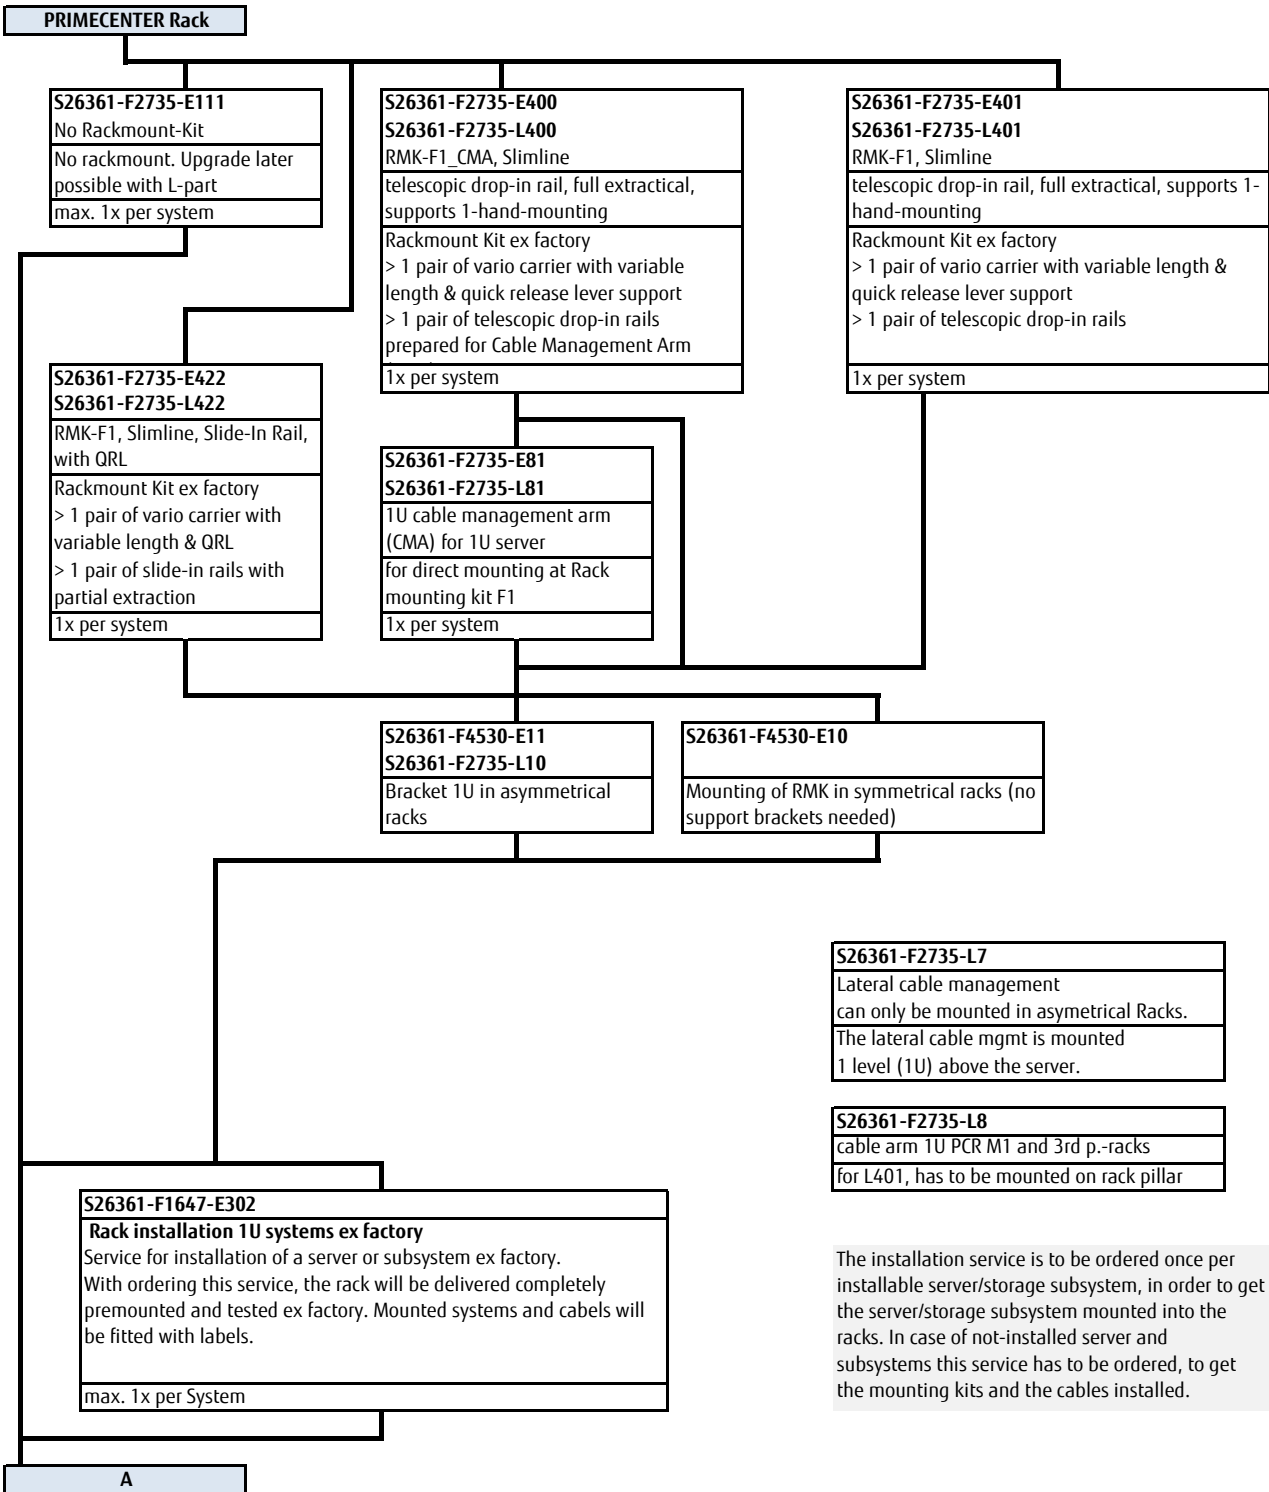 PRIMECENTER Rack
S26361-F2735-E111
No Rackmount-Kit
No rackmount. Upgrade later
possible with L-part
max. 1x per system
S26361-F2735-E400
S26361-F2735-L400
RMK-F1_CMA, Slimline
telescopic drop-in rail, full extractical,
supports 1-hand-mounting
Rackmount Kit ex factory
> 1 pair of vario carrier with variable
length & quick release lever support
> 1 pair of telescopic drop-in rails
prepared for Cable Management Arm
1x per system
S26361-F2735-E401
S26361-F2735-L401
RMK-F1, Slimline
telescopic drop-in rail, full extractical, supports 1-
hand-mounting
Rackmount Kit ex factory
> 1 pair of vario carrier with variable length &
quick release lever support
> 1 pair of telescopic drop-in rails
1x per system
S26361-F2735-E422
S26361-F2735-L422
RMK-F1, Slimline, Slide-In Rail,
with QRL
Rackmount Kit ex factory
> 1 pair of vario carrier with
variable length & QRL
> 1 pair of slide-in rails with
partial extraction
1x per system
S26361-F2735-E81
S26361-F2735-L81
1U cable management arm
(CMA) for 1U server
for direct mounting at Rack
mounting kit F1
1x per system
S26361-F4530-E11
S26361-F2735-L10
Bracket 1U in asymmetrical
racks
S26361-F4530-E10
Mounting of RMK in symmetrical racks (no
support brackets needed)
S26361-F2735-L7
Lateral cable management
can only be mounted in asymetrical Racks.
The lateral cable mgmt is mounted
1 level (1U) above the server.
S26361-F2735-L8
cable arm 1U PCR M1 and 3rd p.-racks
for L401, has to be mounted on rack pillar
S26361-F1647-E302
Rack installation 1U systems ex factory
Service for installation of a server or subsystem ex factory.
With ordering this service, the rack will be delivered completely
premounted and tested ex factory. Mounted systems and cabels will
be fitted with labels.
max. 1x per System
The installation service is to be ordered once per
installable server/storage subsystem, in order to get
the server/storage subsystem mounted into the
racks. In case of not-installed server and
subsystems this service has to be ordered, to get
the mounting kits and the cables installed.
A